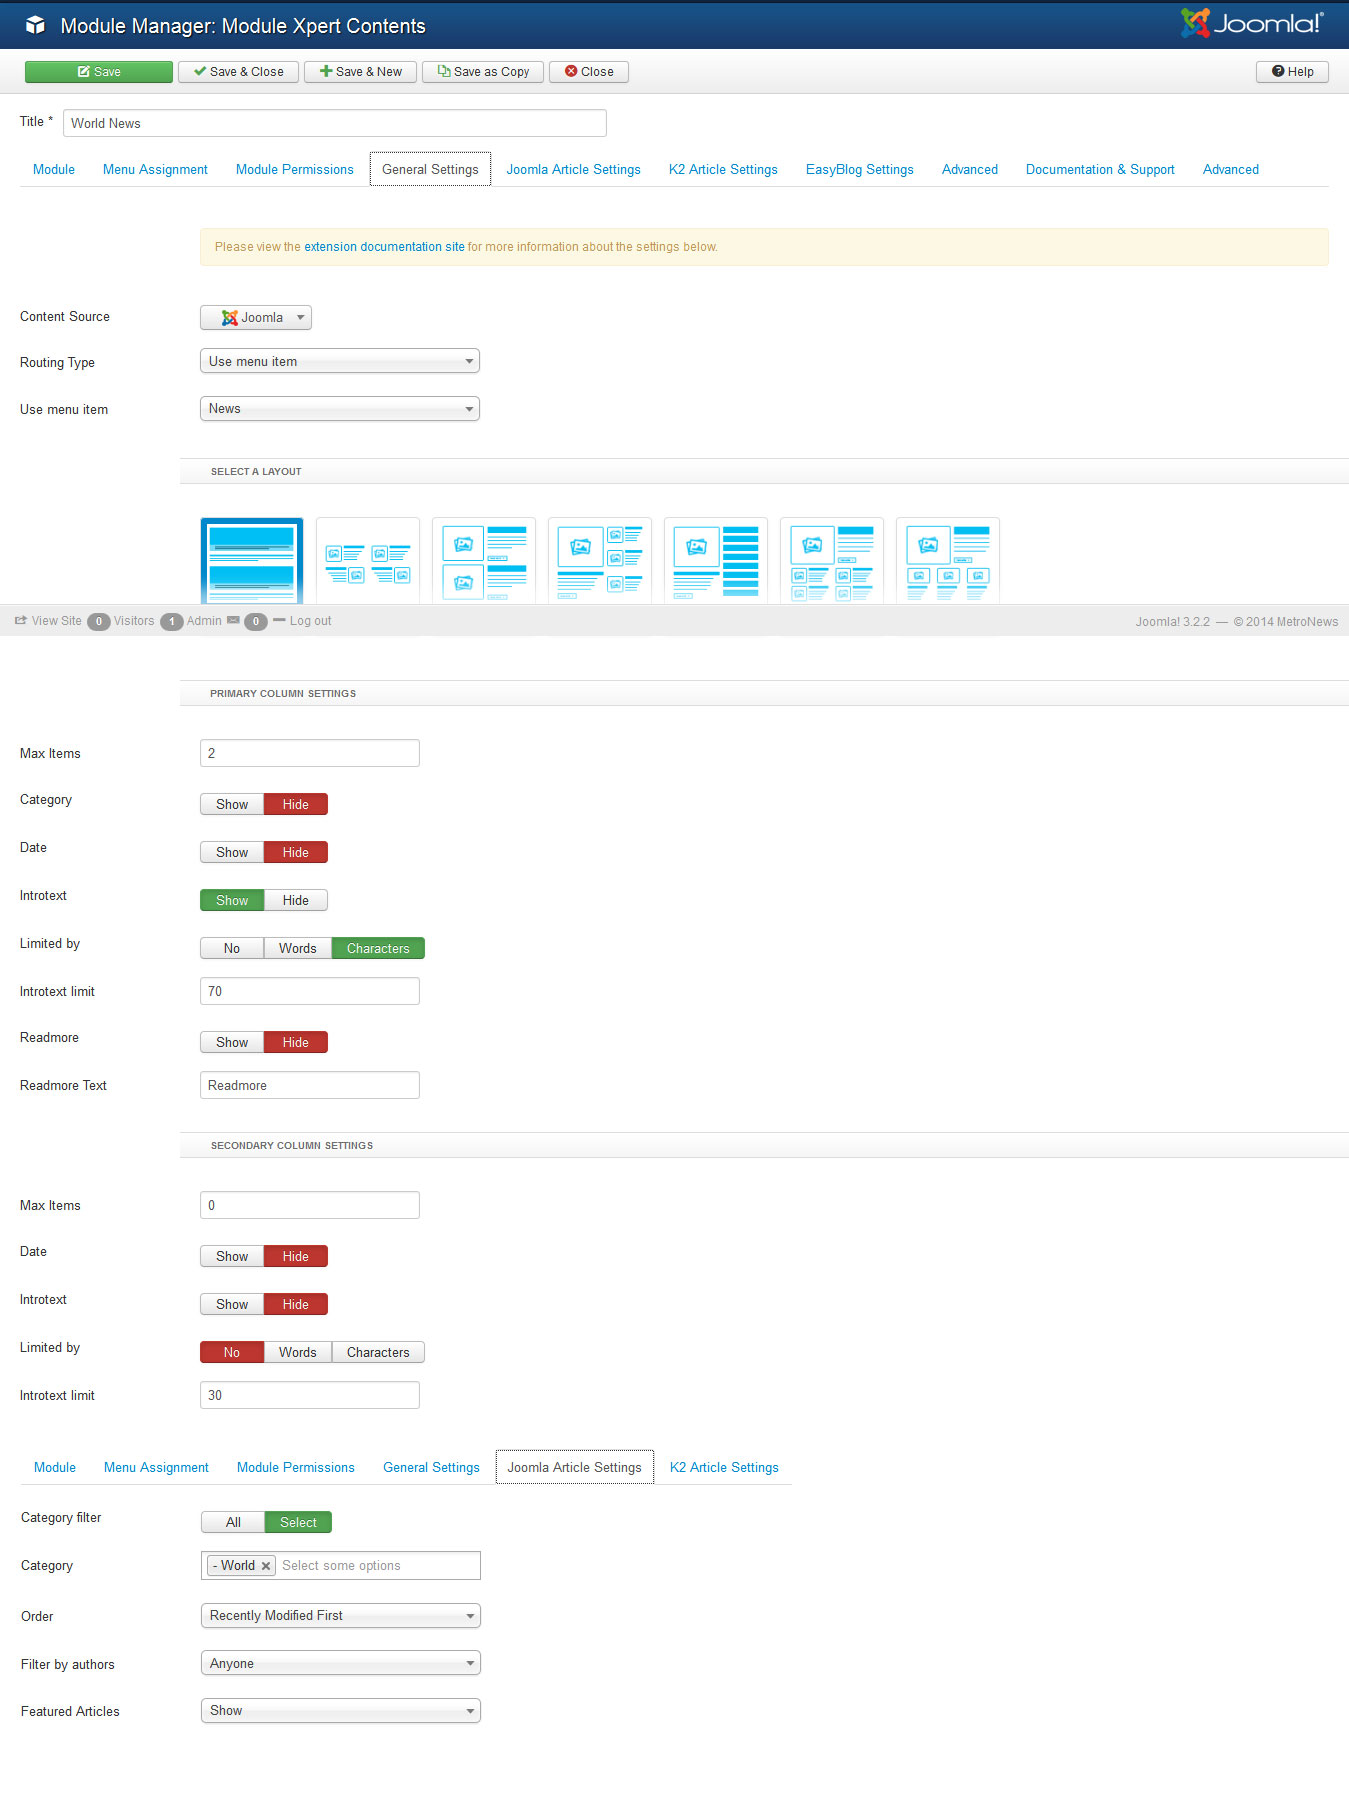 Module Manager: Module Xpert Contents
Joomla!®
Save
Save & Close
Save & New
Save as Copy
Close
Help
Title *
World News
Module
Menu Assignment
Module Permissions
General Settings
Joomla Article Settings
K2 Article Settings
EasyBlog Settings
Advanced
Documentation & Support
Advanced
Please view the extension documentation site for more information about the settings below.
Content Source
Joomla
Routing Type
Use menu item
Use menu item
News
SELECT A LAYOUT
View Site 0 Visitors 1 Admin 0 Log out
Joomla! 3.2.2 — © 2014 MetroNews
PRIMARY COLUMN SETTINGS
Max Items
2
Category
Show Hide
Date
Show Hide
Introtext
Show Hide
Limited by
No Words Characters
Introtext limit
70
Readmore
Show Hide
Readmore Text
Readmore
SECONDARY COLUMN SETTINGS
Max Items
0
Date
Show Hide
Introtext
Show Hide
Limited by
No Words Characters
Introtext limit
30
Module
Menu Assignment
Module Permissions
General Settings
Joomla Article Settings
K2 Article Settings
Category filter
All Select
Category
- World Select some options
Order
Recently Modified First
Filter by authors
Anyone
Featured Articles
Show